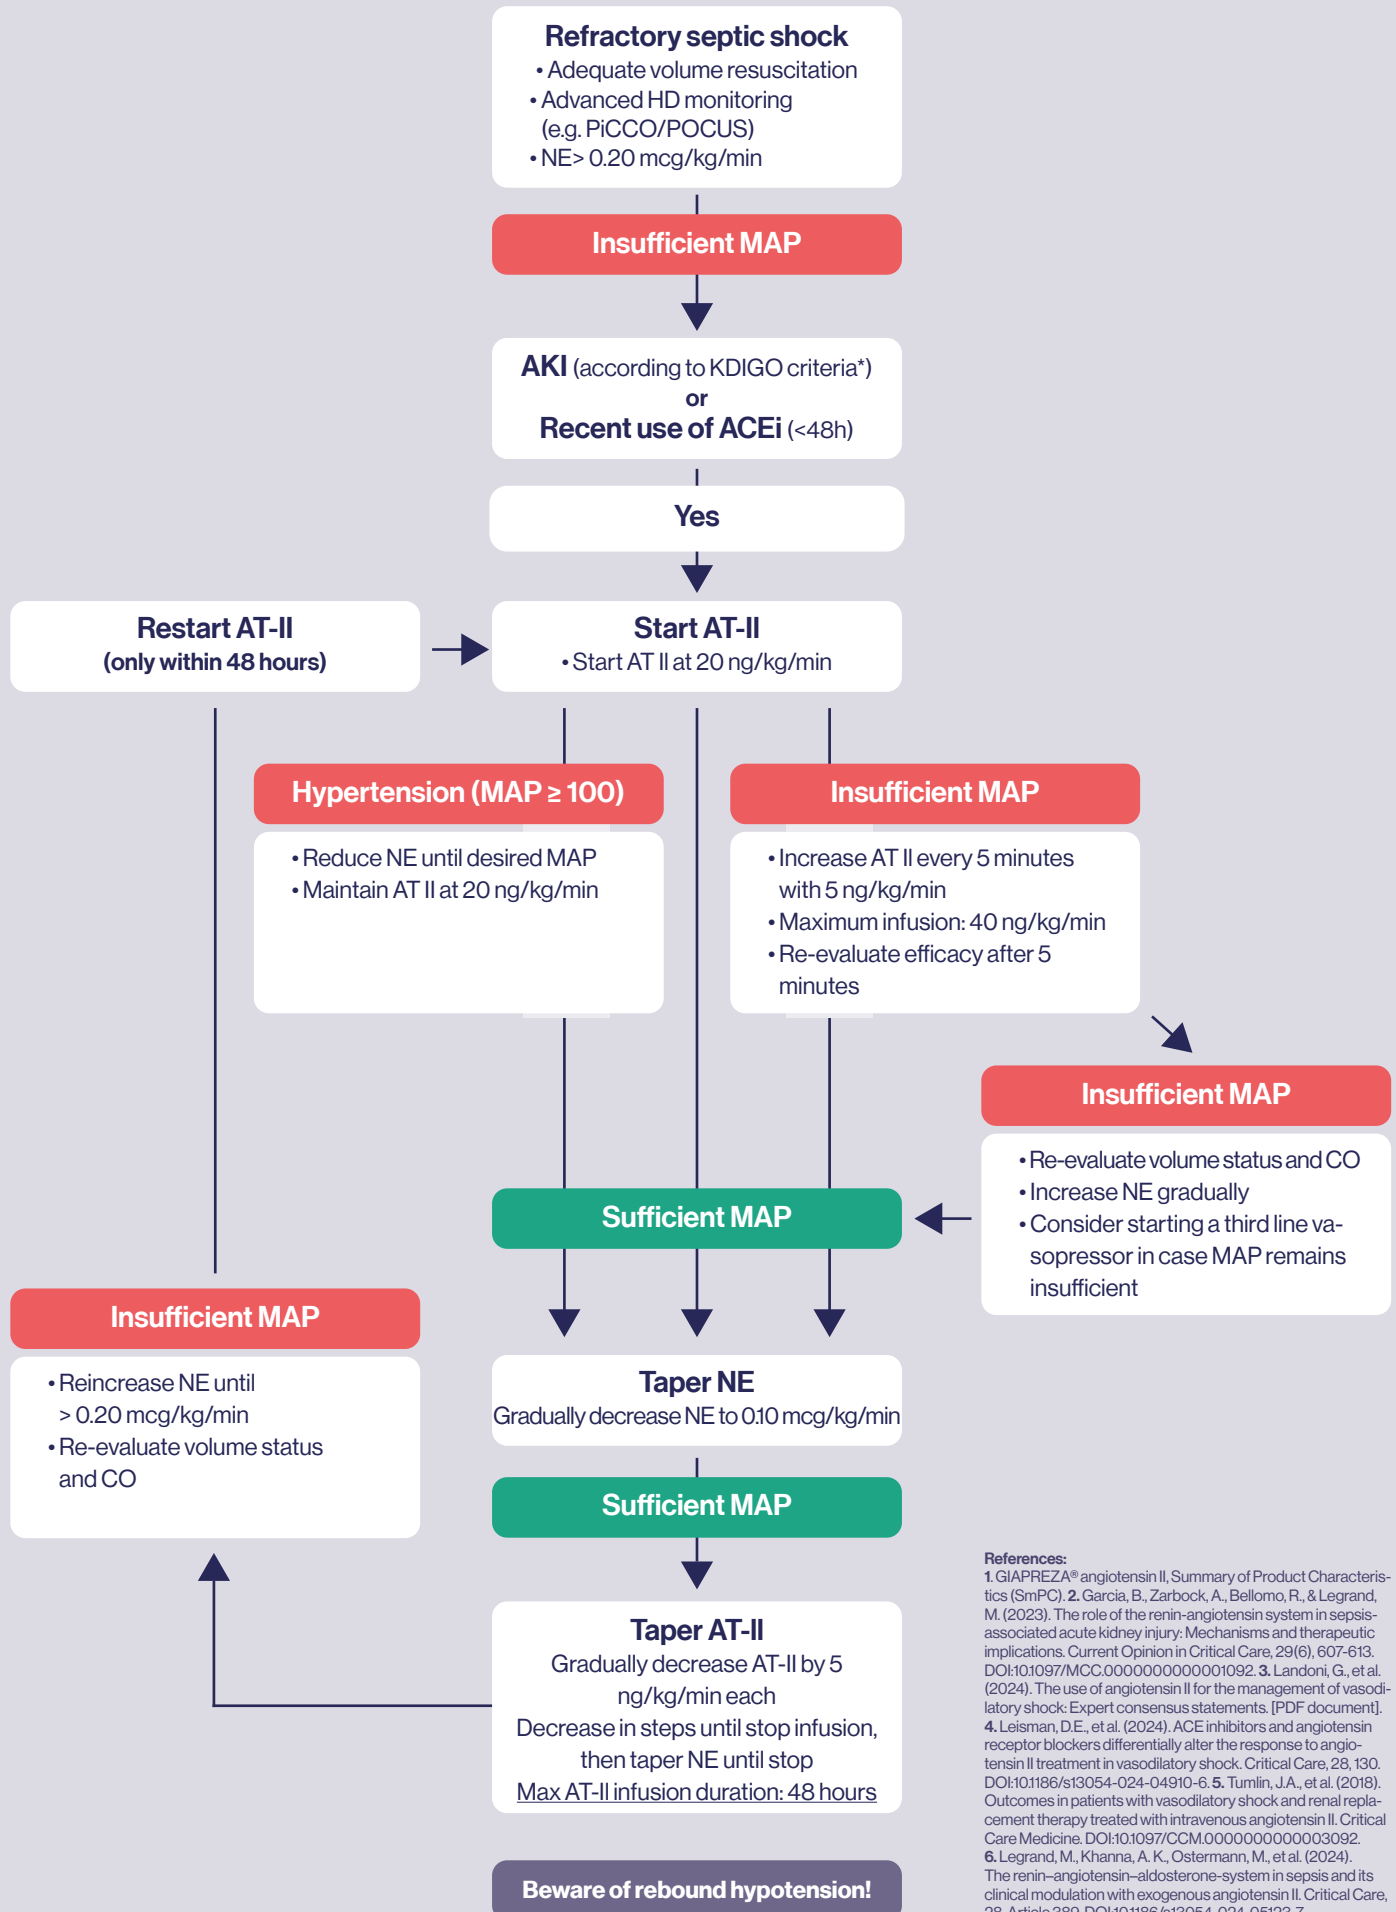 Refractory septic shock
• Adequate volume resuscitation
• Advanced HD monitoring
(e.g. PiCCO/POCUS)
• NE> 0.20 mcg/kg/min
Insufficient MAP
AKI (according to KDIGO criteria*)
or
Recent use of ACEi (<48h)
Yes
Restart AT-II
(only within 48 hours)
Start AT-II
• Start AT II at 20 ng/kg/min
Hypertension (MAP ≥ 100)
• Reduce NE until desired MAP
• Maintain AT II at 20 ng/kg/min
Insufficient MAP
• Increase AT II every 5 minutes
with 5 ng/kg/min
• Maximum infusion: 40 ng/kg/min
• Re-evaluate efficacy after 5
minutes
Insufficient MAP
• Re-evaluate volume status and CO
• Increase NE gradually
• Consider starting a third line va-
sopressor in case MAP remains
insufficient
Sufficient MAP
Insufficient MAP
• Reincrease NE until
> 0.20 mcg/kg/min
• Re-evaluate volume status
and CO
Taper NE
Gradually decrease NE to 0.10 mcg/kg/min
Sufficient MAP
Taper AT-II
Gradually decrease AT-II by 5
ng/kg/min each
Decrease in steps until stop infusion,
then taper NE until stop
Max AT-II infusion duration: 48 hours
Beware of rebound hypotension!
References:
1. GIAPREZA® angiotensin II, Summary of Product Characteris-
tics (SmPC). 2. Garcia, B., Zarbock, A., Bellomo, R., & Legrand,
M. (2023). The role of the renin-angiotensin system in sepsis-
associated acute kidney injury: Mechanisms and therapeutic
implications. Current Opinion in Critical Care, 29(6), 607-613.
DOI:10.1097/MCC.0000000000001092. 3. Landoni, G., et al.
(2024). The use of angiotensin II for the management of vasodi-
latory shock: Expert consensus statements. [PDF document].
4. Leisman, D.E., et al. (2024). ACE inhibitors and angiotensin
receptor blockers differentially alter the response to angio-
tensin II treatment in vasodilatory shock. Critical Care, 28, 130.
DOI:10.1186/s13054-024-04910-6. 5. Tumlin, J.A., et al. (2018).
Outcomes in patients with vasodilatory shock and renal repla-
cement therapy treated with intravenous angiotensin II. Critical
Care Medicine. DOI:10.1097/CCM.0000000000003092.
6. Legrand, M., Khanna, A. K., Ostermann, M., et al. (2024).
The renin–angiotensin–aldosterone-system in sepsis and its
clinical modulation with exogenous angiotensin II. Critical Care,
28, Article 389. DOI:10.1186/s13054-024-05123-7